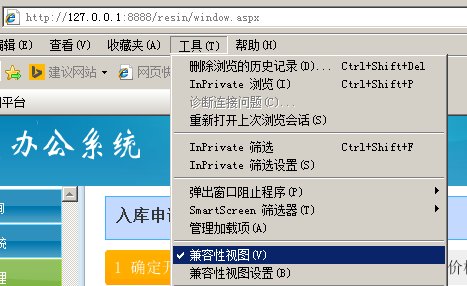 http://127.0.0.1:8888/resin/window.aspx
编辑(E) 查看(V) 收藏夹(A) 工具(T) 帮助(H)
建议网站 网页快
平台
办公系统
删除浏览的历史记录(D)... Ctrl+Shift+Del
InPrivate 浏览(I) Ctrl+Shift+P
诊断连接问题(C)...
重新打开上次浏览会话(S)
InPrivate 筛选 Ctrl+Shift+F
InPrivate 筛选设置(S)
弹出窗口阻止程序(P)
SmartScreen 筛选器(T)
管理加载项(A)
兼容性视图(V)
兼容性视图设置(B)
统
理
入库申
1 确定
价格